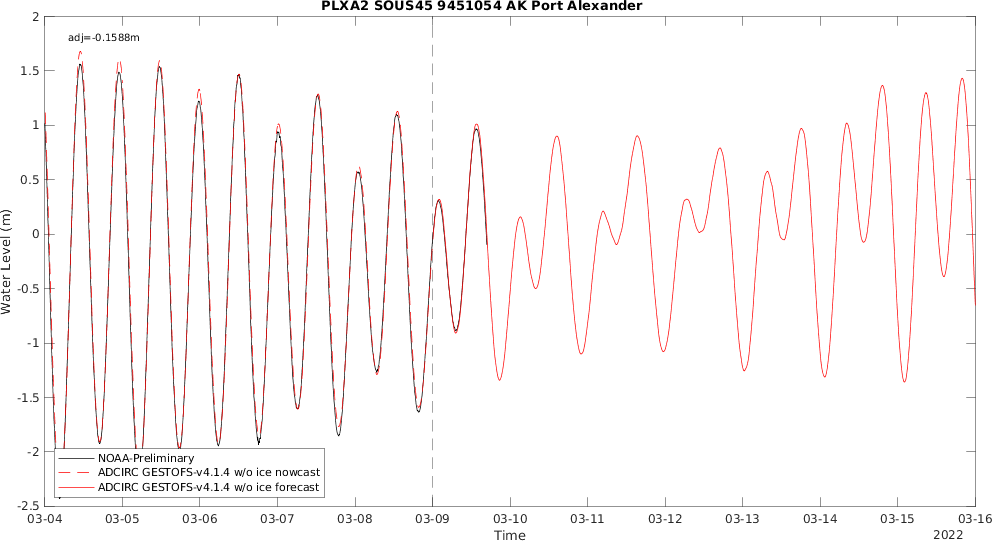 PLXA2 SOUS45 9451054 AK Port Alexander
adj=-0.1588m
2
1.5
1
0.5
0
-0.5
-1
-1.5
-2
-2.5
Water Level (m)
NOAA-Preliminary
ADCIRC GESTOFS-v4.1.4 w/o ice nowcast
ADCIRC GESTOFS-v4.1.4 w/o ice forecast
03-04 03-05 03-06 03-07 03-08 03-09 03-10 03-11 03-12 03-13 03-14 03-15 03-16
Time
2022